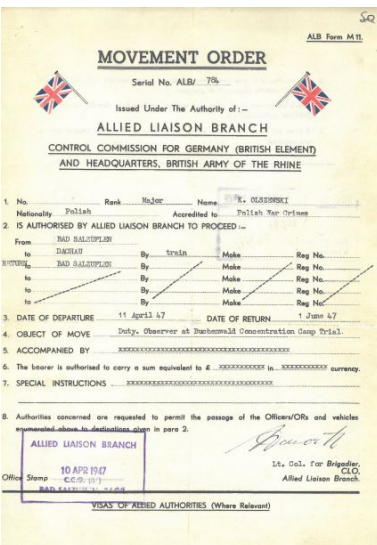 ALB Form M 11.
MOVEMENT ORDER
Serial No. ALB/ 784
Issued Under The Authority of :—
ALLIED LIAISON BRANCH
CONTROL COMMISSION FOR GERMANY (BRITISH ELEMENT)
AND HEADQUARTERS, BRITISH ARMY OF THE RHINE
1. No. Rank Major Name K. OLSZEWSKI
Nationality Polish Accredited to Polish War Crimes
2. IS AUTHORISED BY ALLIED LIAISON BRANCH TO PROCEED :—
From BAD SALZUFLEN
to DACHAU By train Make Reg No.
RETURN to BAD SALZUFLEN By Make Reg No.
to By Make Reg No.
to By Make Reg No.
to By Make Reg No.
3. DATE OF DEPARTURE 11 April 47 DATE OF RETURN 1 June 47
4. OBJECT OF MOVE Duty. Observer at Buchenwald Concentration Camp Trial.
5. ACCOMPANIED BY xxxxxxxxxxxxxxxxxxxxxxxxxxxxxxxxxx
6. The bearer is authorised to carry a sum equivalent to £ xxxxxxxxxxx in xxxxxxxxx currency.
7. SPECIAL INSTRUCTIONS xxxxxxxxxxxxxxxxxxxxxxxxxxxxxxxxxx
8. Authorities concerned are requested to permit the passage of the Officers/ORs and vehicles
enumerated above to destinations given in para 2.
ALLIED LIAISON BRANCH
10 APR 1947
Office Stamp C.C.G.
BAD SALZUFLEN
Lt. Col. for Brigadier,
CLO,
Allied Liaison Branch.
VISAS OF ALLIED AUTHORITIES (Where Relevant)